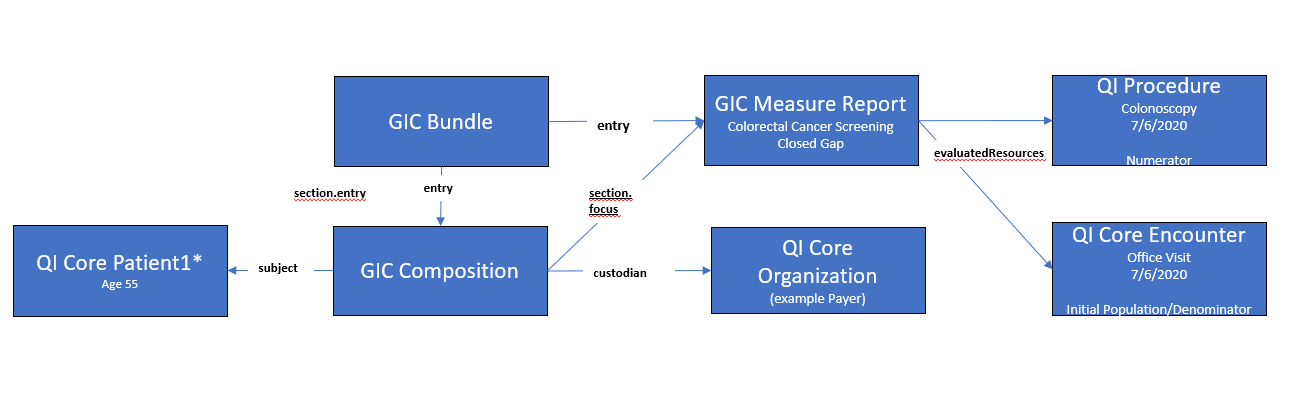 GIC Bundle
entry
GIC Measure Report
Colorectal Cancer Screening
Closed Gap
QI Procedure
Colonoscopy
7/6/2020
Numerator
evaluatedResources
section.entry
entry
section.
focus
QI Core Patient1*
Age 55
subject
GIC Composition
custodian
QI Core
Organization
(example Payer)
QI Core Encounter
Office Visit
7/6/2020
Initial Population/Denominator